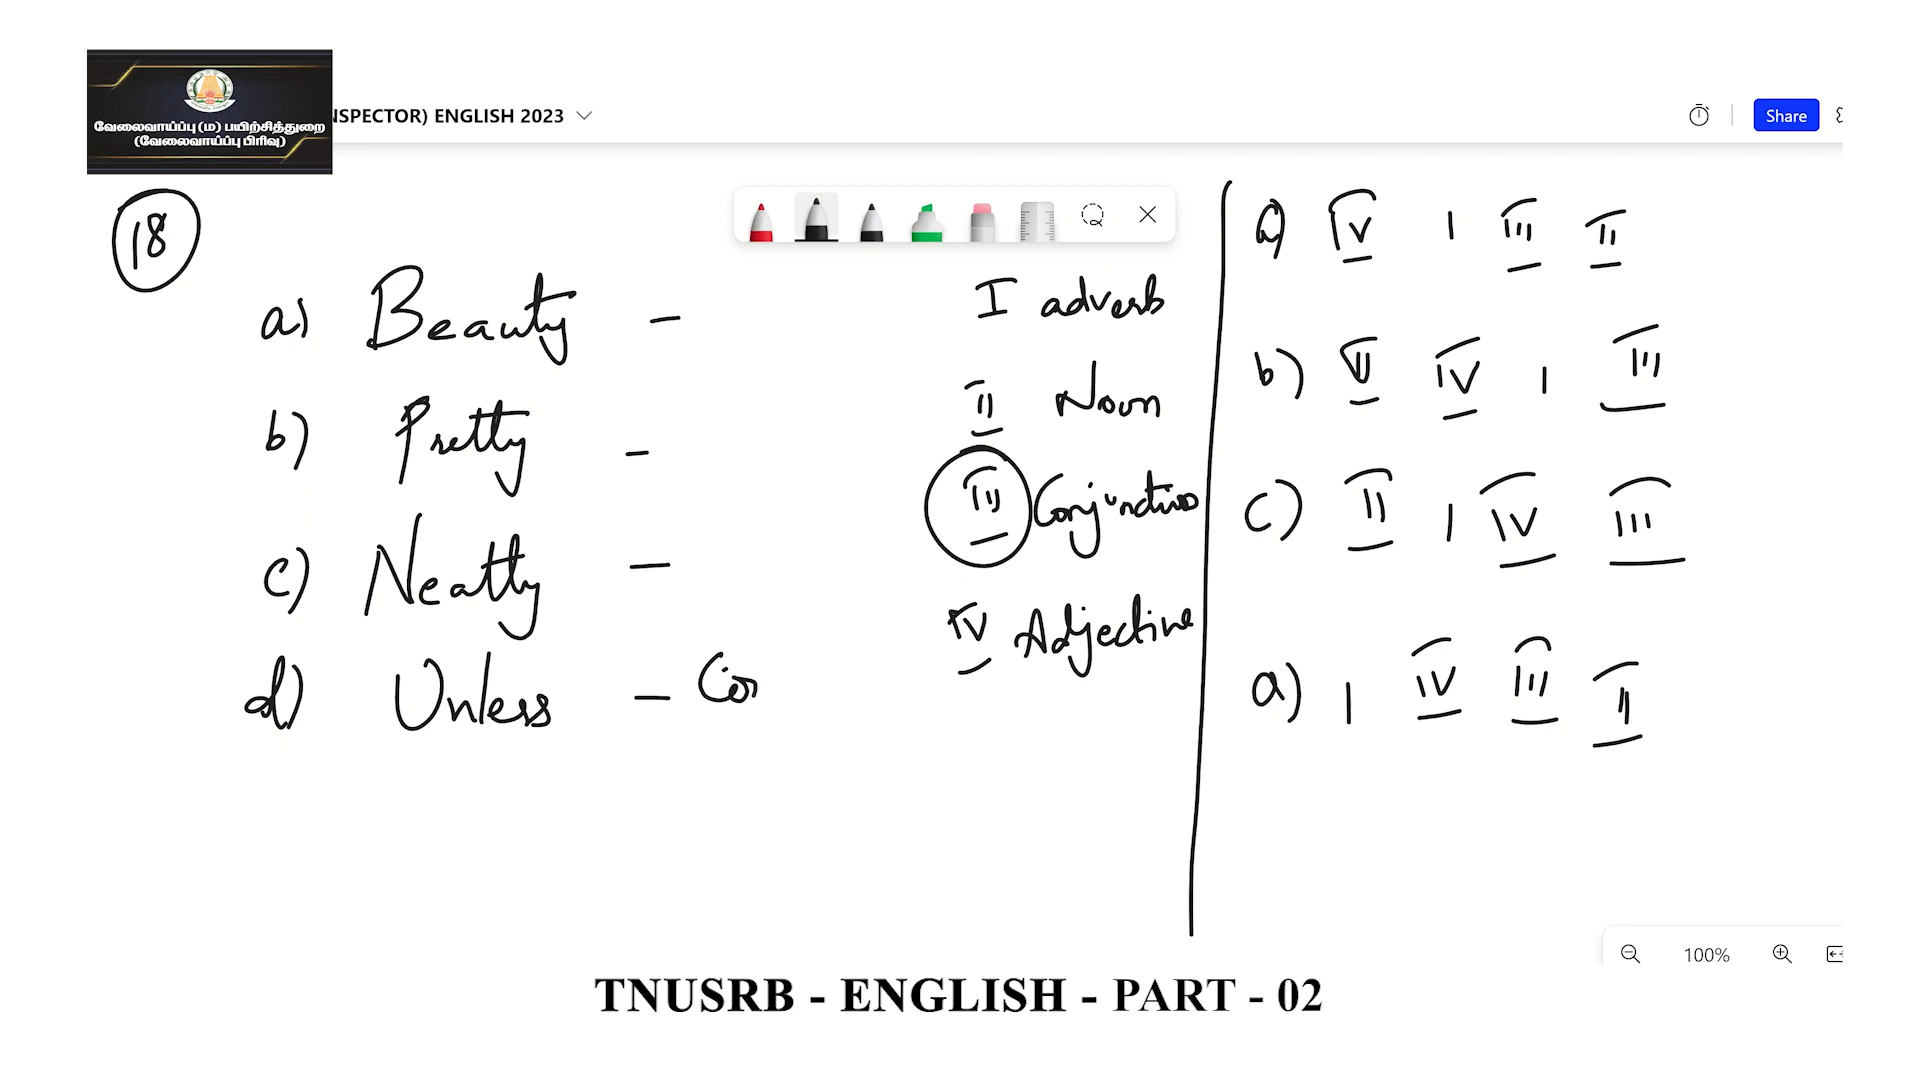 வேலைவாய்ப்பு (ம) பயிற்சித்துறை
(வேலைவாய்ப்பு பிரிவு)
NSPECTOR) ENGLISH 2023
Share
18
a) Beauty -
b) Pretty -
c) Neatly -
d) Unless - Con
I adverb
II Noun
III Conjunction
IV Adjective
a) IV I III II
b) II IV I III
c) II I IV III
a) I IV III II
100%
TNUSRB - ENGLISH - PART - 02